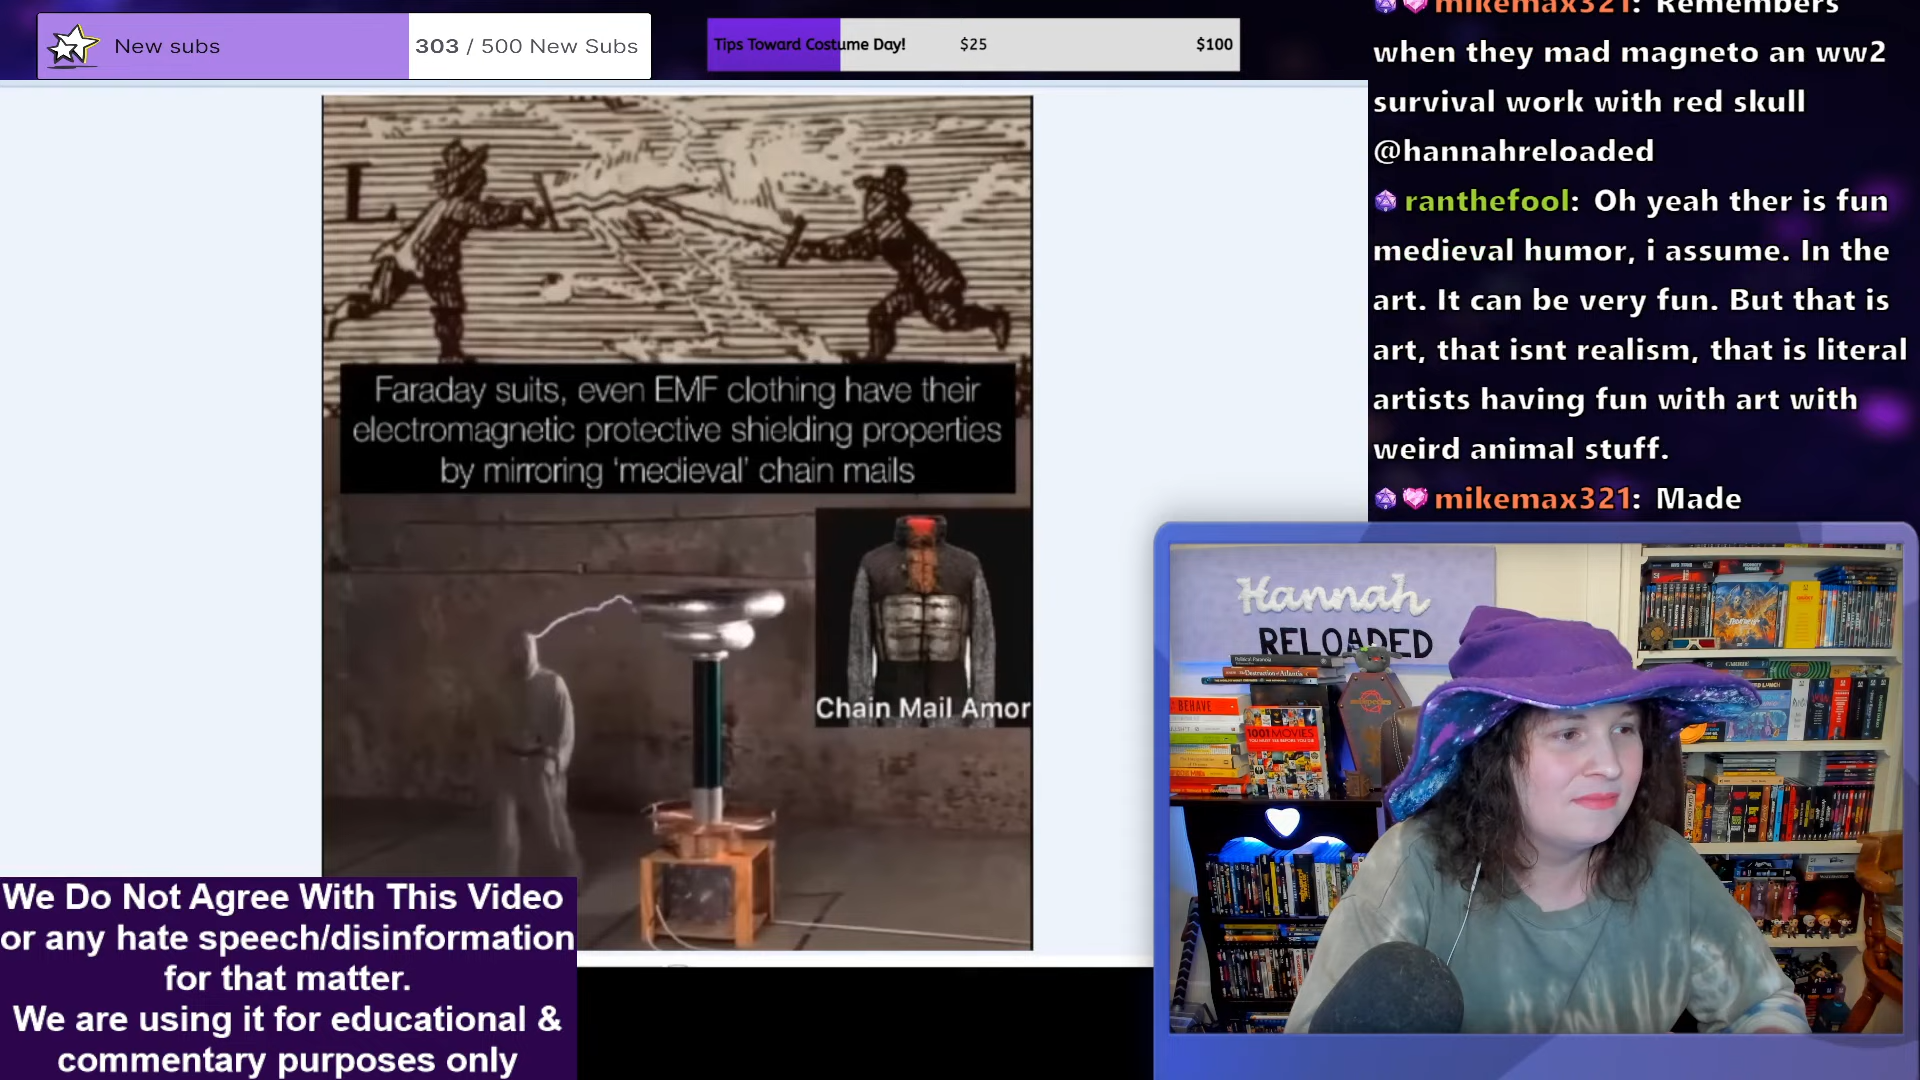 New subs
303 / 500 New Subs
Tips Toward Costume Day!
$25
$100
mikemax321: Remembers
when they mad magneto an ww2
survival work with red skull
@hannahreloaded
ranthefool: Oh yeah ther is fun
medieval humor, i assume. In the
art. It can be very fun. But that is
art, that isnt realism, that is literal
artists having fun with art with
weird animal stuff.
mikemax321: Made
L
Faraday suits, even EMF clothing have their
electromagnetic protective shielding properties
by mirroring 'medieval' chain mails
Chain Mail Amor
We Do Not Agree With This Video
or any hate speech/disinformation
for that matter.
We are using it for educational &
commentary purposes only
Hannah
RELOADED
BEHAVE
1001 MOVIES